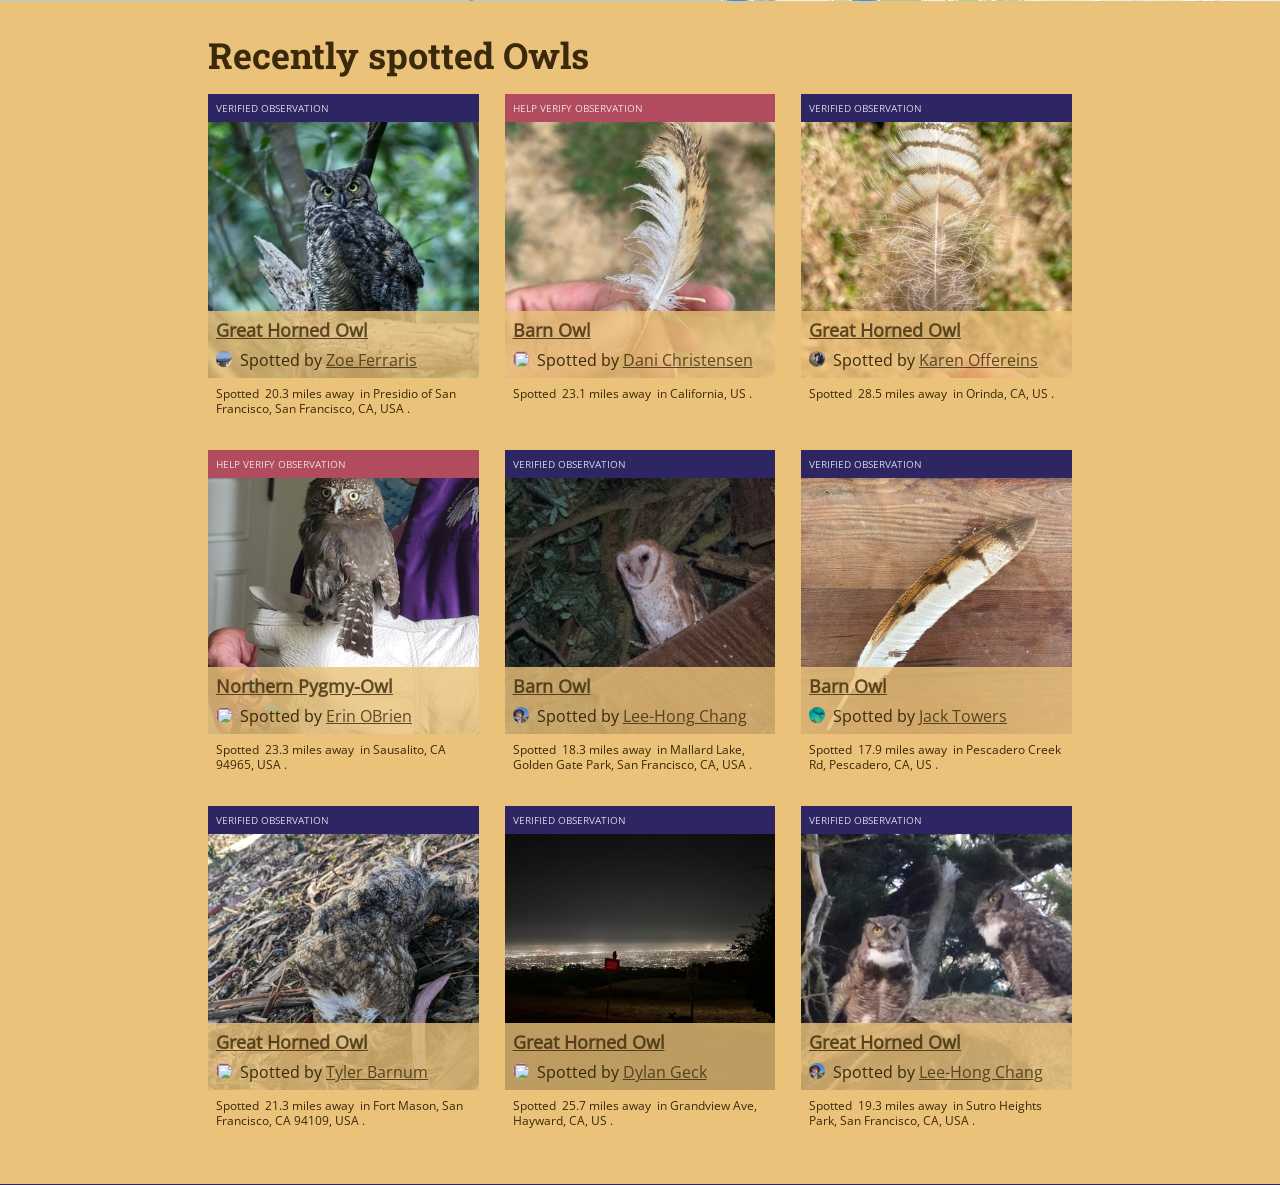 Recently spotted Owls
VERIFIED OBSERVATION
Great Horned Owl
Spotted by Zoe Ferraris
Spotted 20.3 miles away in Presidio of San
Francisco, San Francisco, CA, USA .
HELP VERIFY OBSERVATION
Barn Owl
Spotted by Dani Christensen
Spotted 23.1 miles away in California, US .
VERIFIED OBSERVATION
Great Horned Owl
Spotted by Karen Offereins
Spotted 28.5 miles away in Orinda, CA, US .
HELP VERIFY OBSERVATION
Northern Pygmy-Owl
Spotted by Erin OBrien
Spotted 23.3 miles away in Sausalito, CA
94965, USA .
VERIFIED OBSERVATION
Barn Owl
Spotted by Lee-Hong Chang
Spotted 18.3 miles away in Mallard Lake,
Golden Gate Park, San Francisco, CA, USA .
VERIFIED OBSERVATION
Barn Owl
Spotted by Jack Towers
Spotted 17.9 miles away in Pescadero Creek
Rd, Pescadero, CA, US .
VERIFIED OBSERVATION
Great Horned Owl
Spotted by Tyler Barnum
Spotted 21.3 miles away in Fort Mason, San
Francisco, CA 94109, USA .
VERIFIED OBSERVATION
Great Horned Owl
Spotted by Dylan Geck
Spotted 25.7 miles away in Grandview Ave,
Hayward, CA, US .
VERIFIED OBSERVATION
Great Horned Owl
Spotted by Lee-Hong Chang
Spotted 19.3 miles away in Sutro Heights
Park, San Francisco, CA, USA .